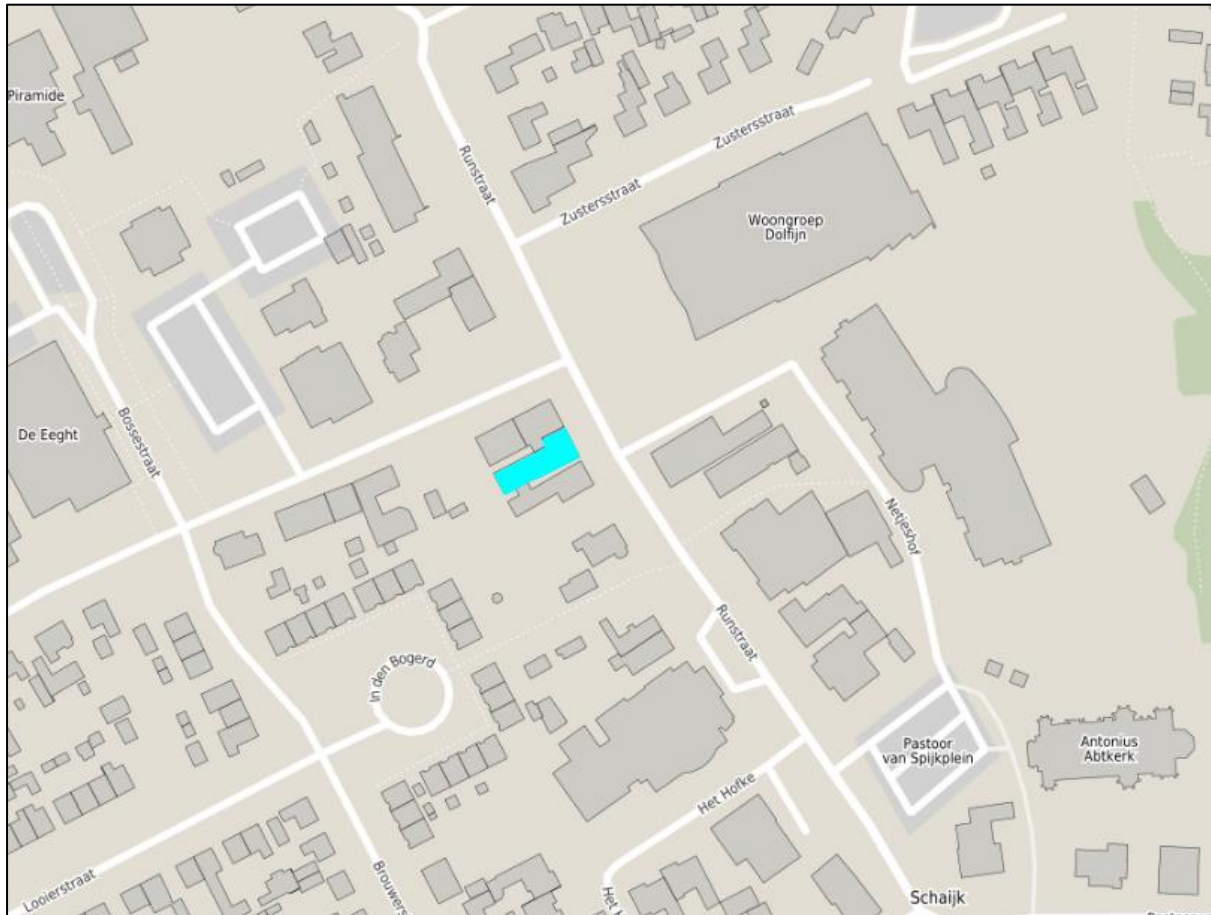 Piramide
Runstraat
Zustersstraat
Zustersstraat
Woongroep
Dolfijn
De Eeght
Bossestraat
Netjeshof
Runstraat
In den Bogerd
Pastoor
van Spijkplein
Antonius
Abtkerk
Het Hofke
Looierstraat
Schaijk